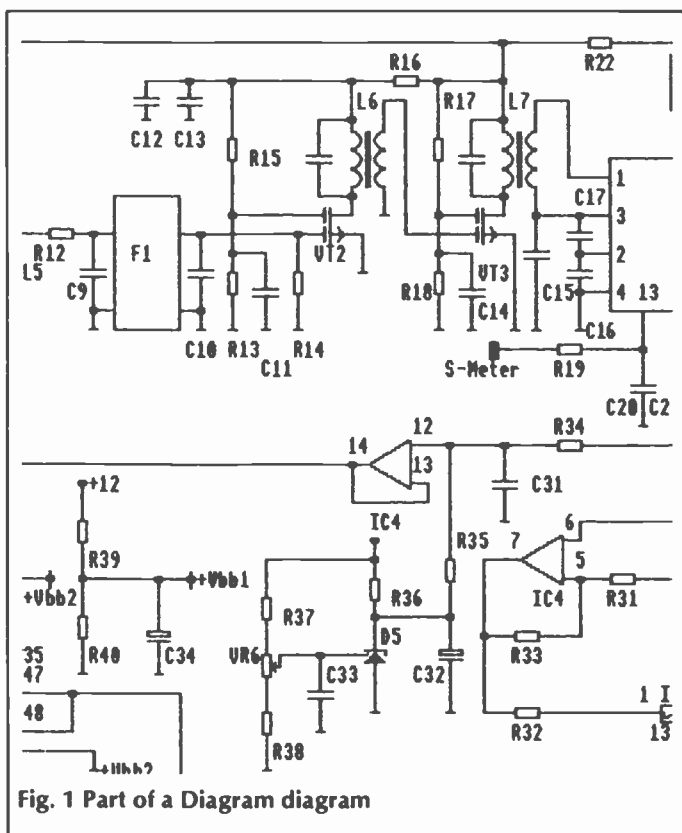 R22
R16
L6
R17
L7
C12
C13
R15
1
C17
3
R12
F1
VT2
2
L5
VT3
C9
R18
C15
4
13
C14
C10
R13
R14
C16
C11
S-Meter
R19
C20
C2
12
R34
14
13
C31
+12
IC4
6
7
R35
R39
5
+Vbb1
R36
IC4
R31
+Vbb2
R37
D5
R33
35
R40
C34
VR6
C33
C32
47
1 I
48
R38
R32
13
+Vbb2
Fig. 1 Part of a Diagram diagram